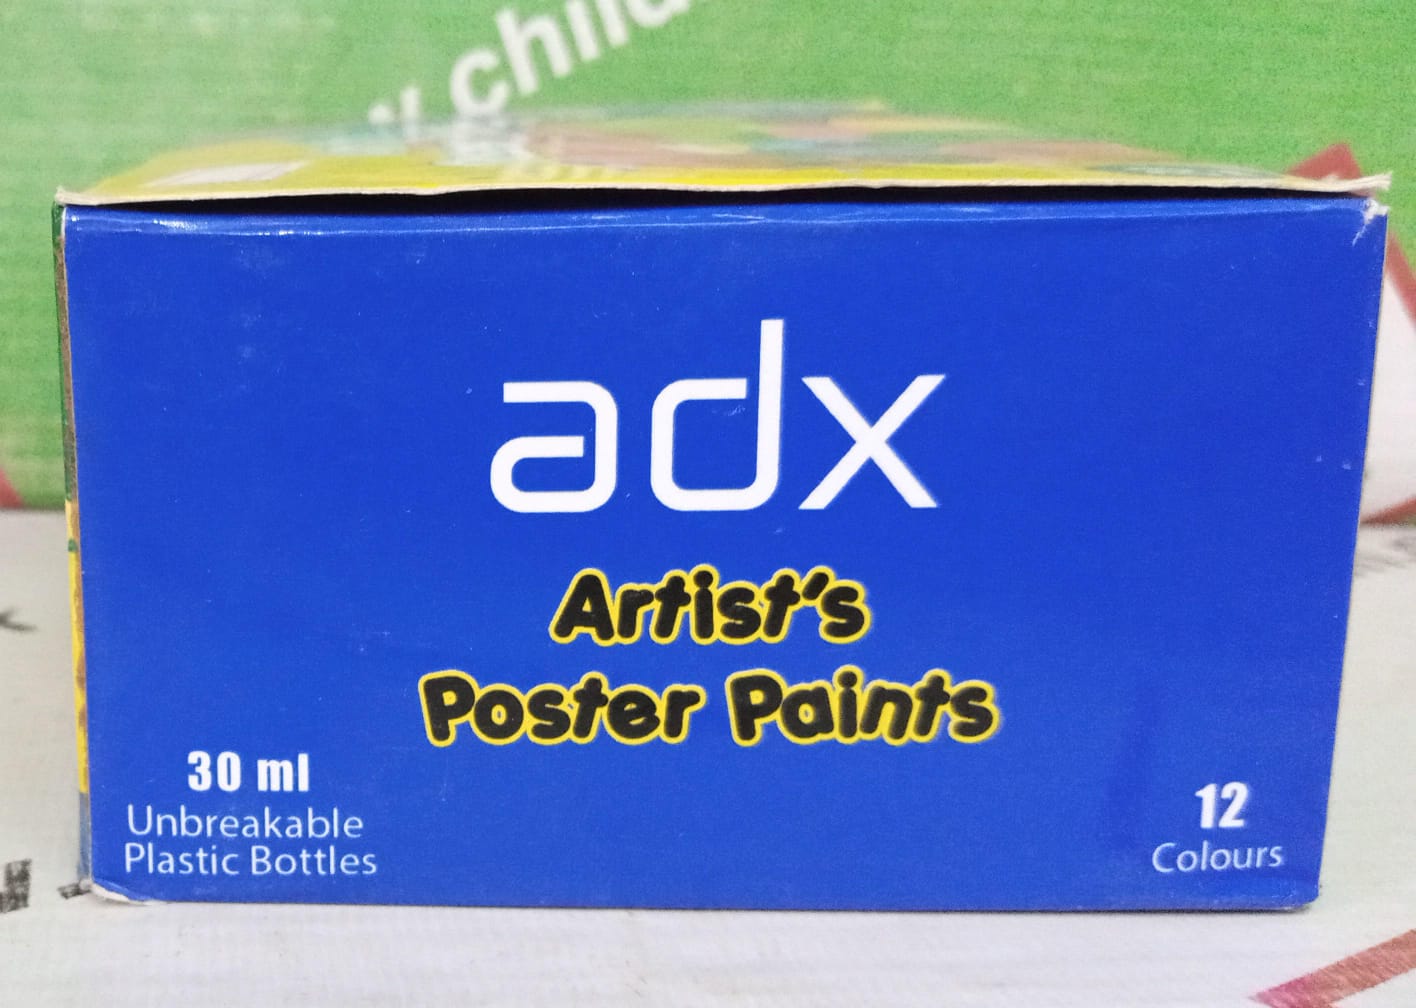 adx
Artist's
Poster Paints
30 ml
Unbreakable
Plastic Bottles
12
Colours